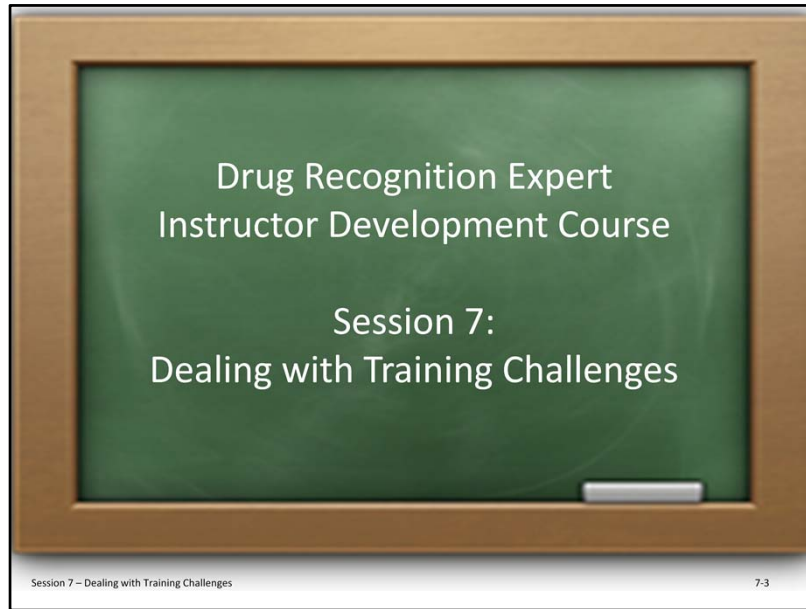 Drug Recognition Expert
Instructor Development Course
Session 7:
Dealing with Training Challenges
Session 7 – Dealing with Training Challenges
7-3